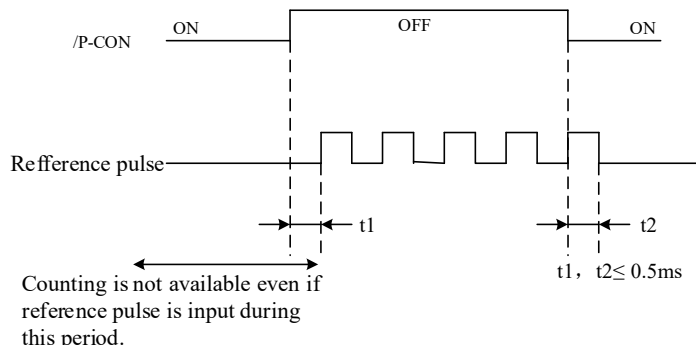 ON
OFF
ON
/P-CON
Refference pulse
t1
t2
t1, t2≤ 0.5ms
Counting is not available even if
reference pulse is input during
this period.